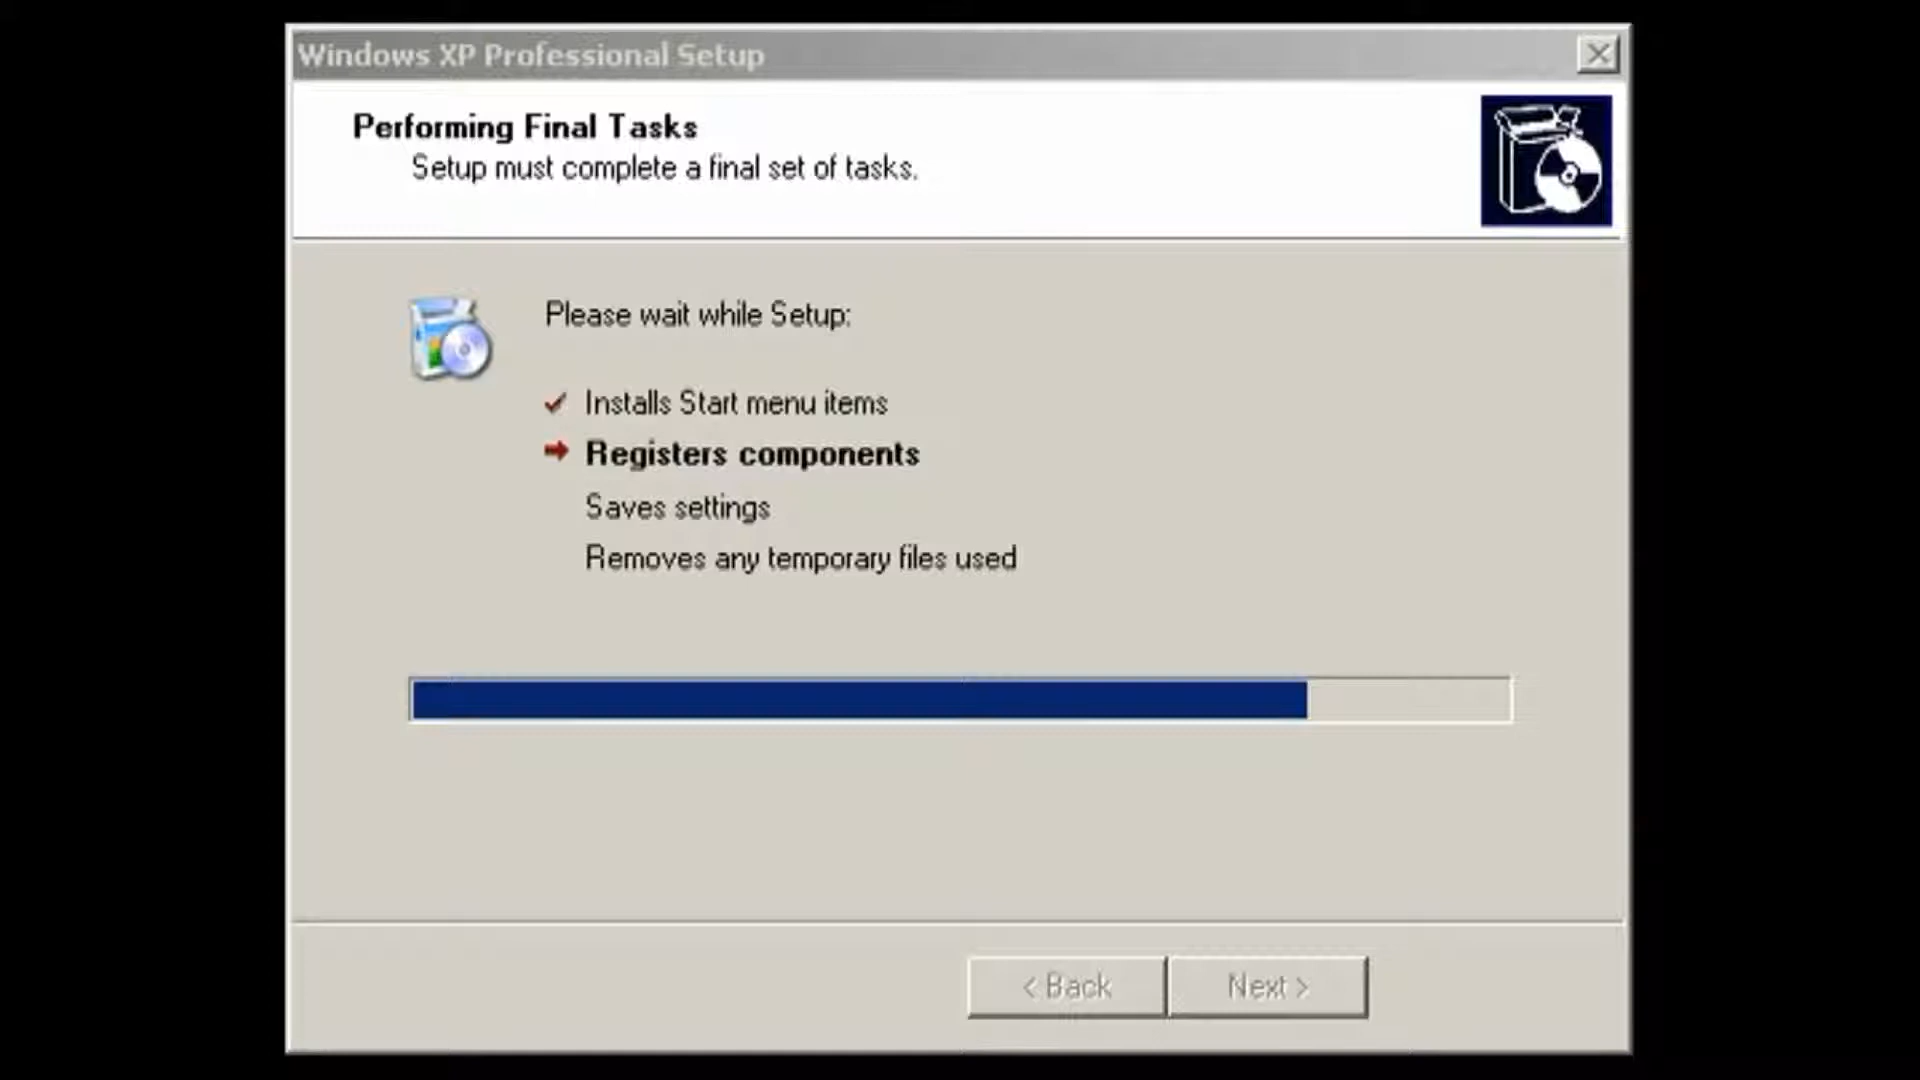 Windows XP Professional Setup
Performing Final Tasks
Setup must complete a final set of tasks.
Please wait while Setup:
Installs Start menu items
Registers components
Saves settings
Removes any temporary files used
< Back
Next >